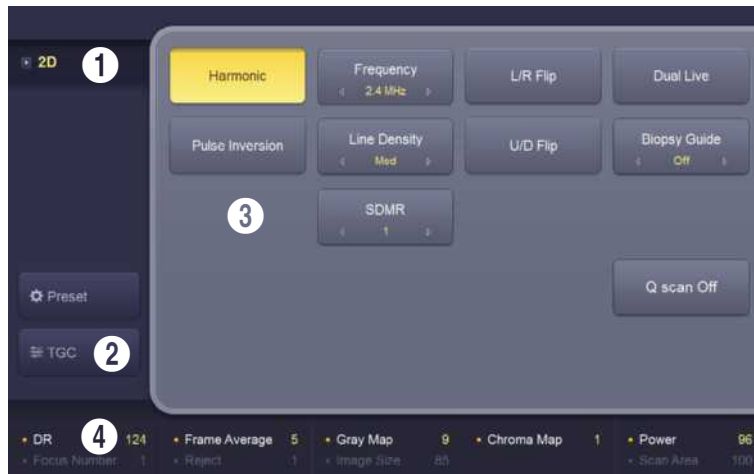 2D
1
Harmonic
Frequency
2.4 MHz
L/R Flip
Dual Live
Pulse Inversion
Line Density
Med
U/D Flip
Biopsy Guide
Off
3
SDMR
1
Preset
Q scan Off
TGC
2
DR 4 124
Frame Average 5
Gray Map 9
Chroma Map 1
Power 96
Focus Number 1
Reject 1
Image Size 85
Scan Area 100